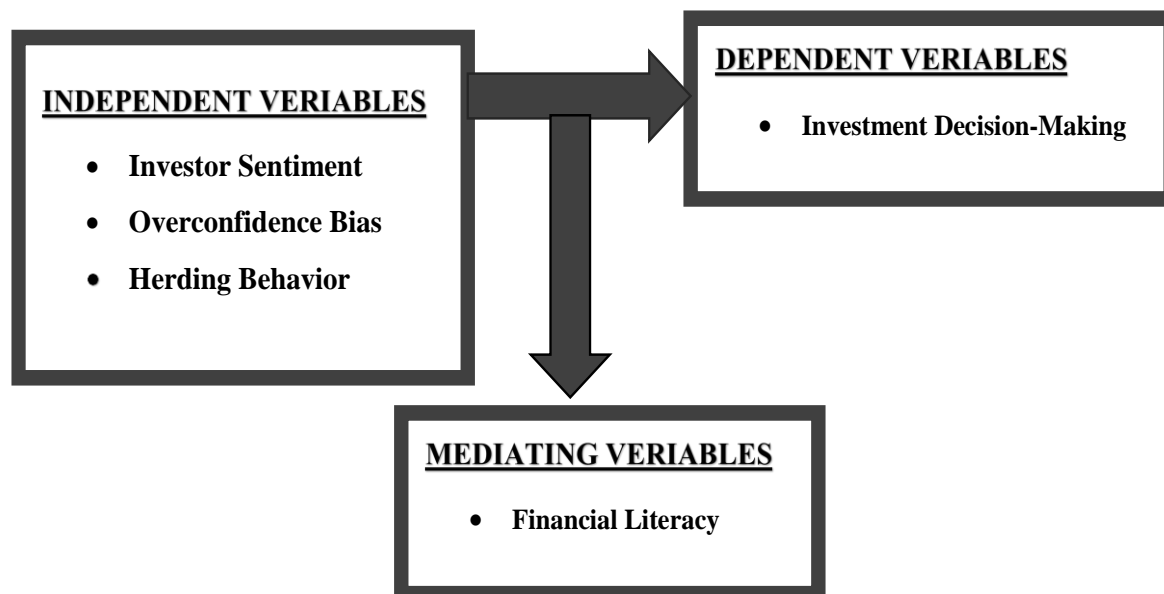 INDEPENDENT VERIABLES
• Investor Sentiment
• Overconfidence Bias
• Herding Behavior
DEPENDENT VERIABLES
• Investment Decision-Making
MEDIATING VERIABLES
• Financial Literacy